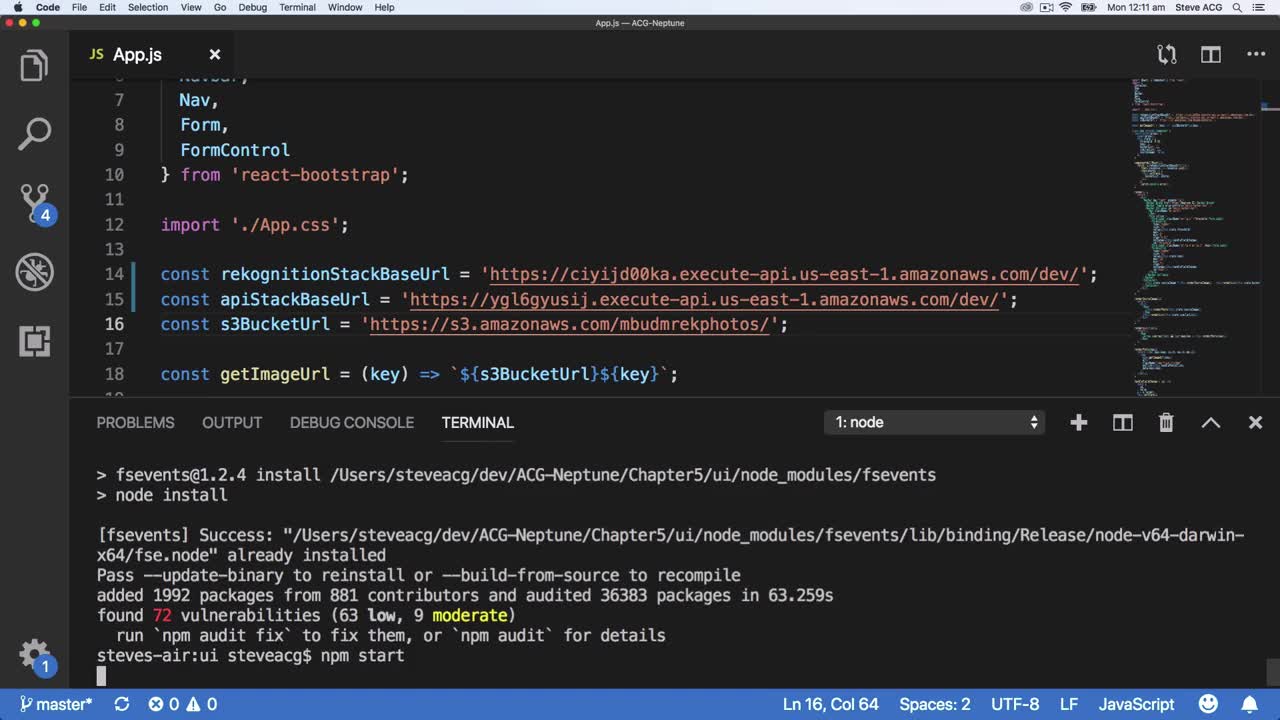 Code File Edit Selection View Go Debug Terminal Window Help Mon 12:11 am Steve ACG
App.js — ACG-Neptune
JS App.js
Navbar,
7 Nav,
8 Form,
9 FormControl
10 } from 'react-bootstrap';
11
12 import './App.css';
13
14 const rekognitionStackBaseUrl = 'https://ciyijd00ka.execute-api.us-east-1.amazonaws.com/dev/';
15 const apiStackBaseUrl = 'https://ygl6gyusij.execute-api.us-east-1.amazonaws.com/dev/';
16 const s3BucketUrl = 'https://s3.amazonaws.com/mbudmrekphotos/';
17
18 const getImageUrl = (key) => `${s3BucketUrl}${key}`;
4
PROBLEMS OUTPUT DEBUG CONSOLE TERMINAL 1: node
> fsevents@1.2.4 install /Users/steveacg/dev/ACG-Neptune/Chapter5/ui/node_modules/fsevents
> node install
[fsevents] Success: "/Users/steveacg/dev/ACG-Neptune/Chapter5/ui/node_modules/fsevents/lib/binding/Release/node-v64-darwin-
x64/fse.node" already installed
Pass --update-binary to reinstall or --build-from-source to recompile
added 1992 packages from 881 contributors and audited 36383 packages in 63.259s
found 72 vulnerabilities (63 low, 9 moderate)
run `npm audit fix` to fix them, or `npm audit` for details
steves-air:ui steveacg$ npm start
1
master* 0 0 Ln 16, Col 64 Spaces: 2 UTF-8 LF JavaScript